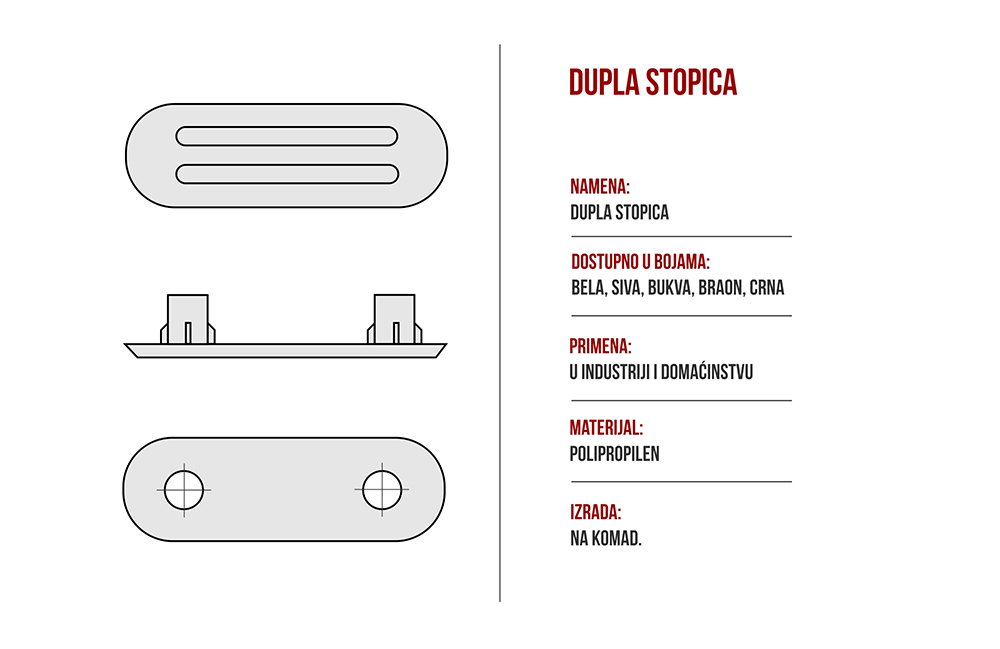 DUPLA STOPICA
NAMENA:
DUPLA STOPICA
DOSTUPNO U BOJAMA:
BELA, SIVA, BUKVA, BRAON, CRNA
PRIMENA:
U INDUSTRIJI I DOMAĆINSTVU
MATERIJAL:
POLIPROPILEN
IZRADA:
NA KOMAD.